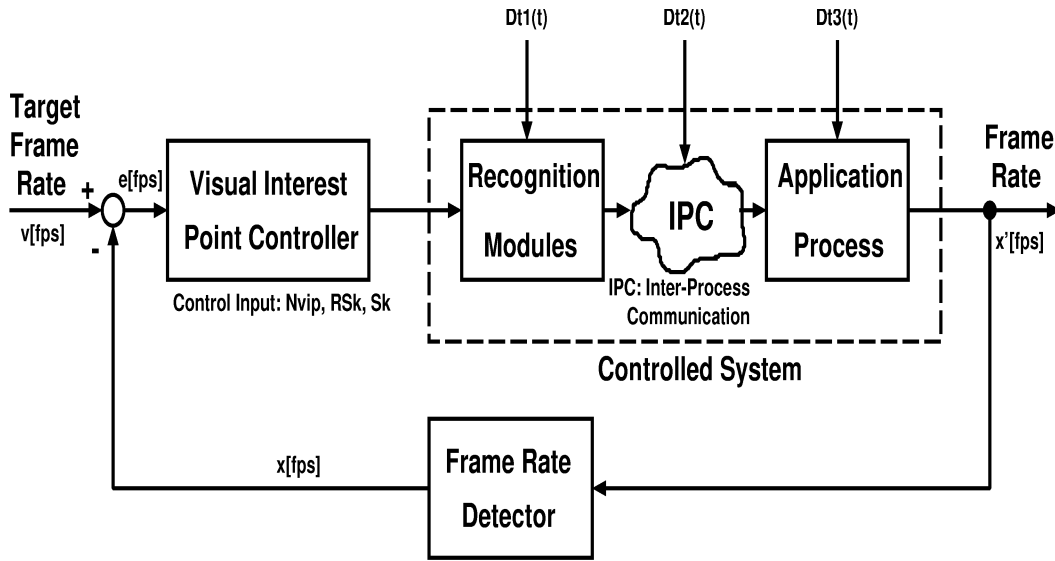 Dt1(t)
Dt2(t)
Dt3(t)
Target
Frame
Rate
+
e[fps]
v[fps]
-
Visual Interest
Point Controller
Control Input: Nvip, RSk, Sk
Recognition
Modules
IPC
IPC: Inter-Process
Communication
Application
Process
Controlled System
Frame
Rate
x'[fps]
x[fps]
Frame Rate
Detector